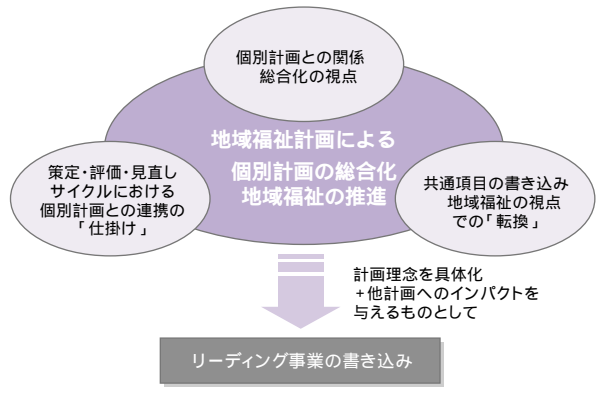 個別計画との関係
総合化の視点
地域福祉計画による
個別計画の総合化
地域福祉の推進
策定・評価・見直し
サイクルにおける
個別計画との連携の
「仕掛け」
共通項目の書き込み
地域福祉の視点
での「転換」
計画理念を具体化
+他計画へのインパクトを
与えるものとして
リーディング事業の書き込み